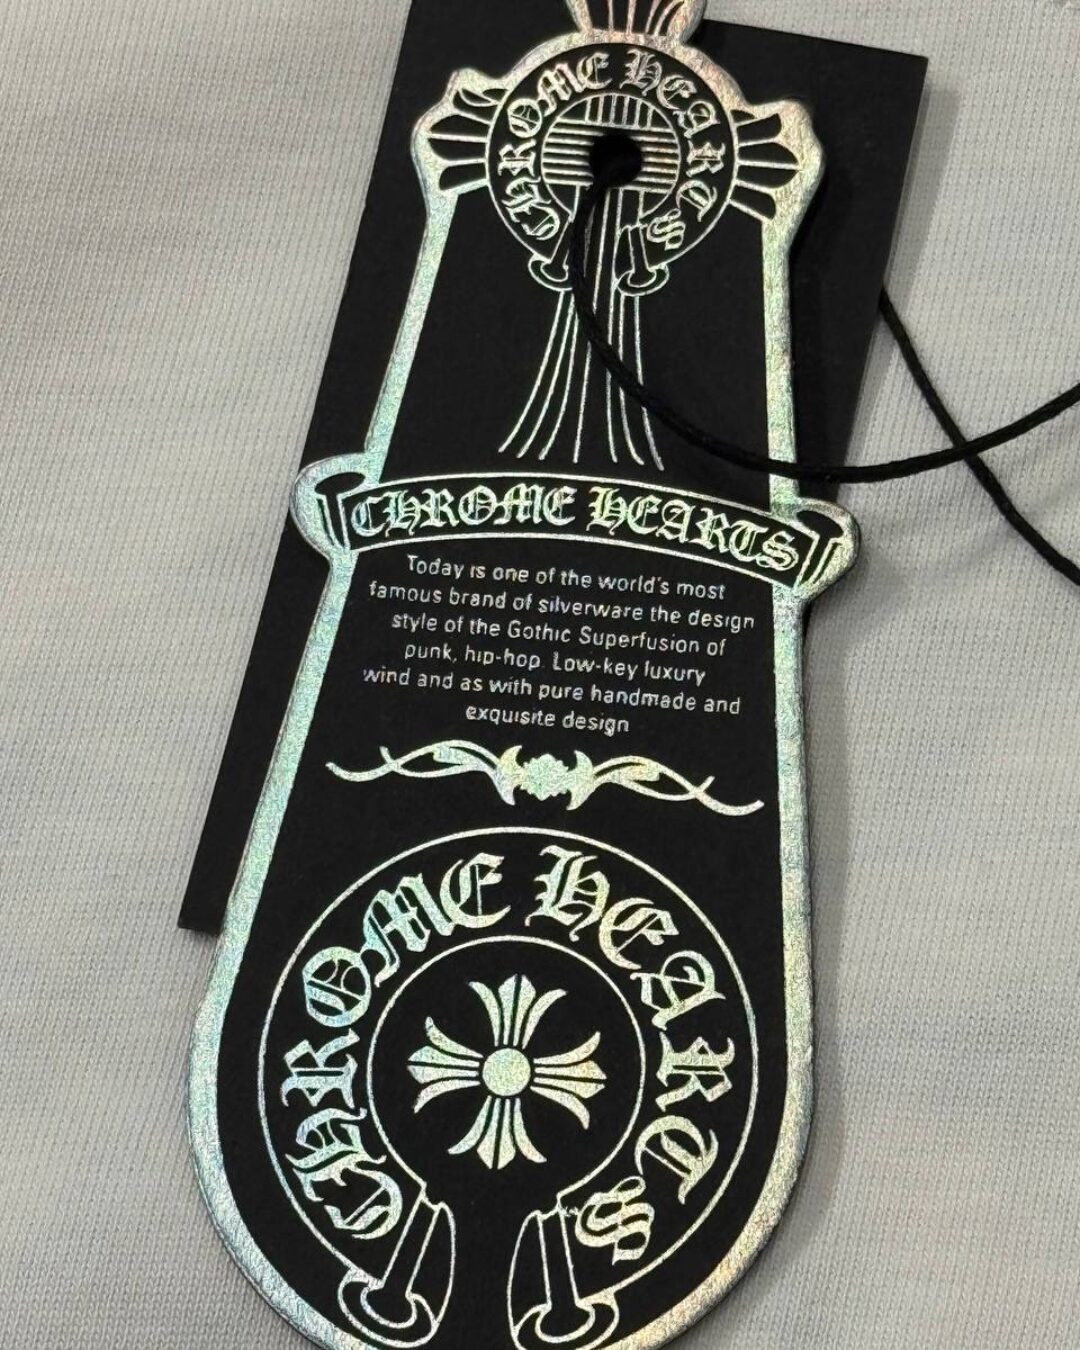 CHROME HEARTS
CHROME HEARTS
Today is one of the world's most
famous brand of silverware the design
style of the Gothic Superfusion of
punk, hip-hop. Low-key luxury
wind and as with pure handmade and
exquisite design
CHROME HEARTS